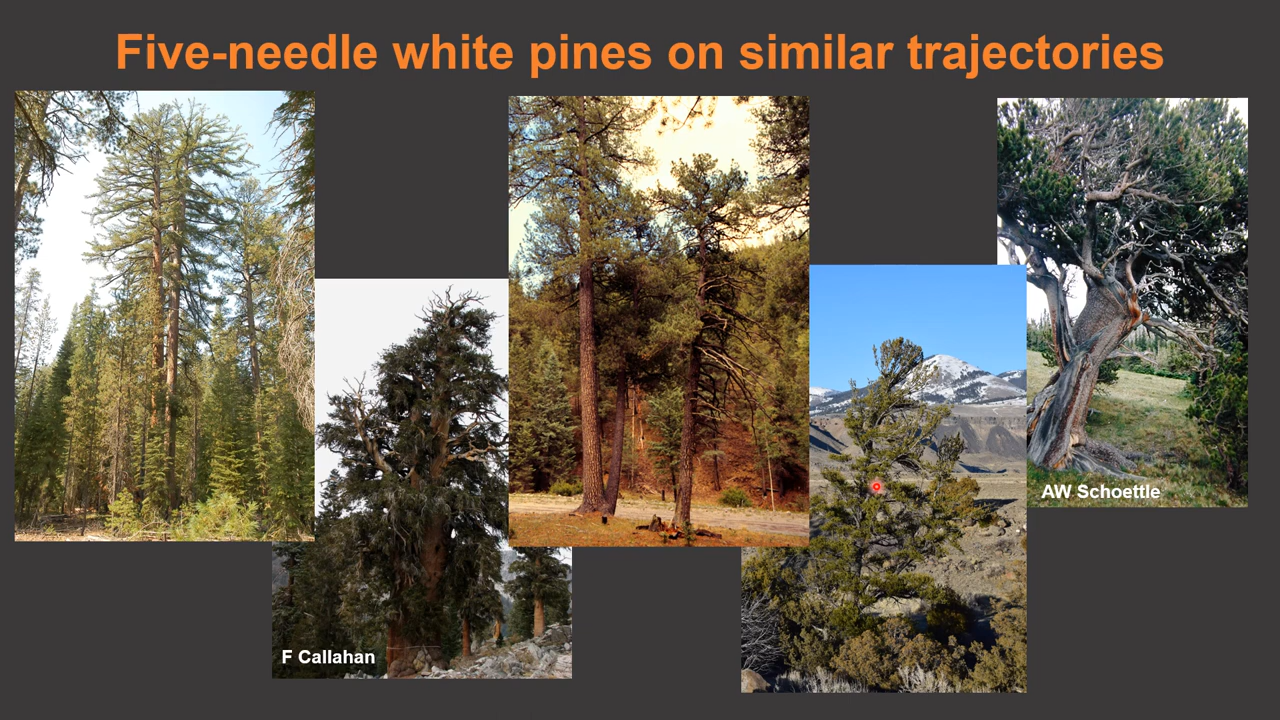 Five-needle white pines on similar trajectories
AW Schoettle
F Callahan